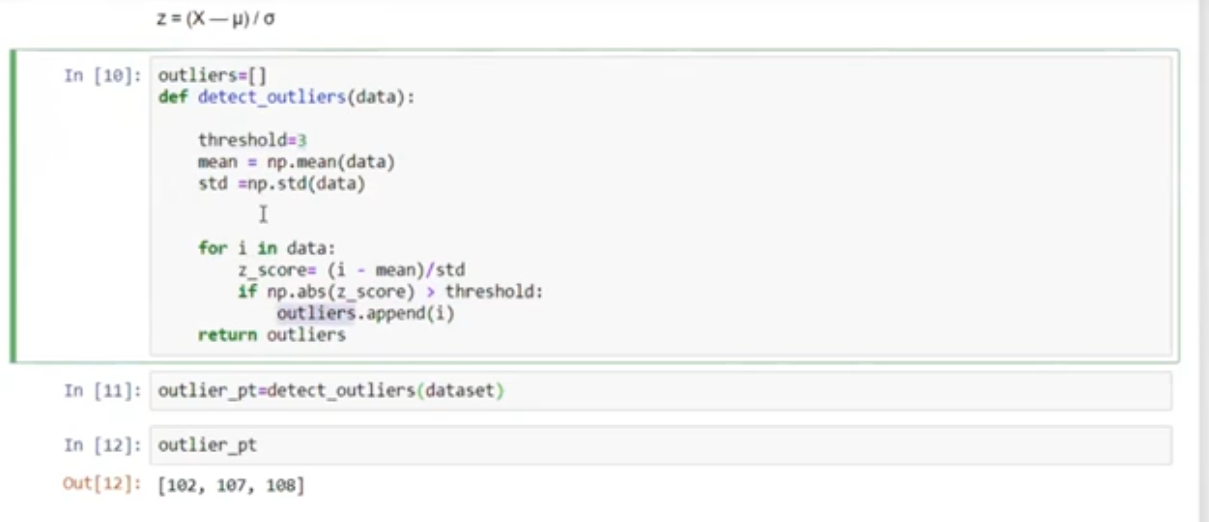 z = (X — μ) / σ
In [10]: outliers=[]
def detect_outliers(data):
threshold=3
mean = np.mean(data)
std =np.std(data)
for i in data:
z_score= (i - mean)/std
if np.abs(z_score) > threshold:
outliers.append(i)
return outliers
In [11]: outlier_pt=detect_outliers(dataset)
In [12]: outlier_pt
Out[12]: [102, 107, 108]